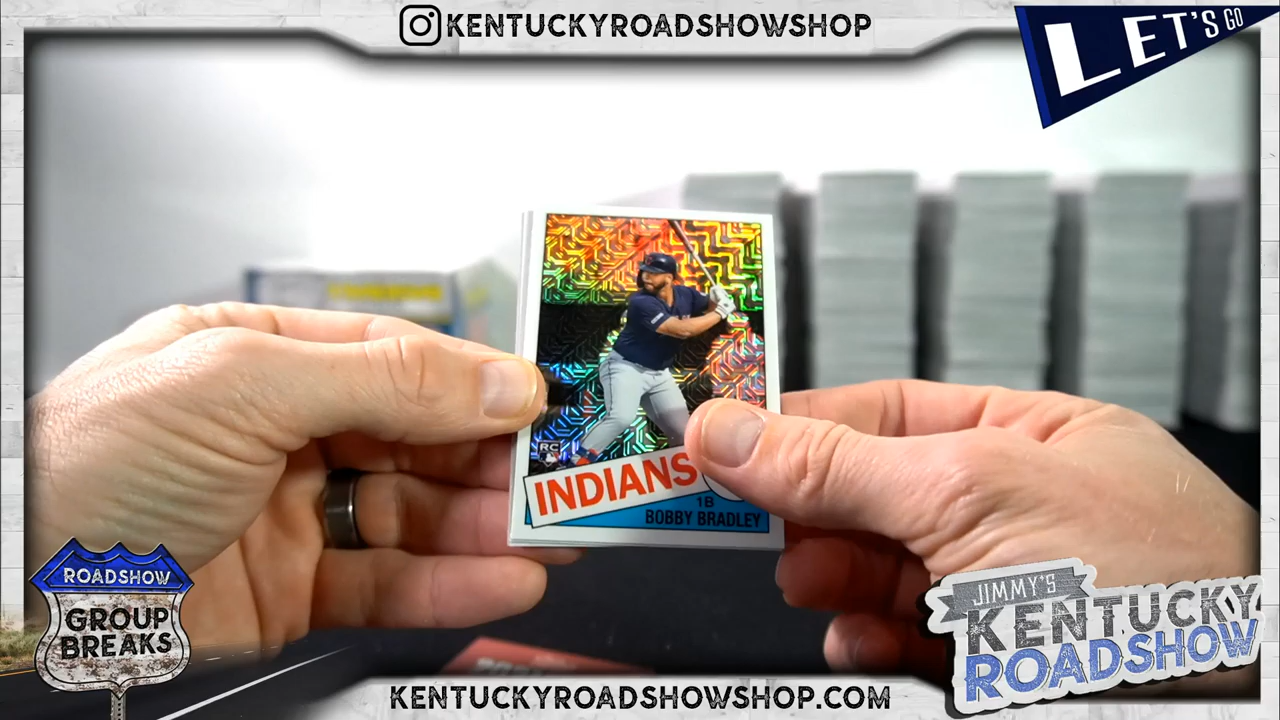 KENTUCKYROADSHOWSHOP
LET'S GO
RC
INDIANS
1B
BOBBY BRADLEY
ROADSHOW
GROUP
BREAKS
JIMMY'S
KENTUCKY
ROADSHOW
KENTUCKYROADSHOWSHOP.COM